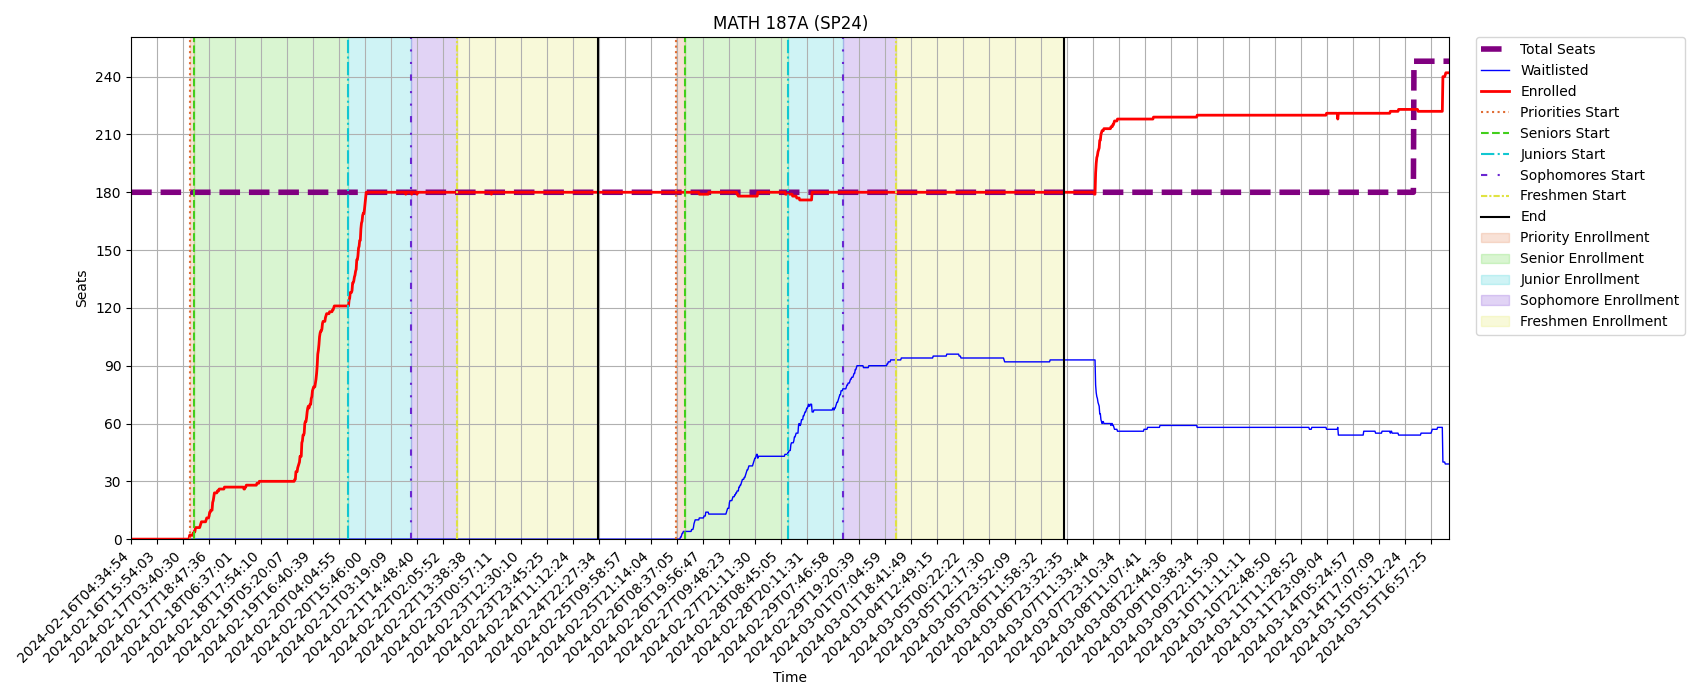 MATH 187A (SP24)
Seats
240
210
180
150
120
90
60
30
0
2024-02-16T04:34:54
2024-02-16T15:54:03
2024-02-17T03:40:30
2024-02-17T18:47:36
2024-02-18T06:37:01
2024-02-18T17:54:10
2024-02-19T05:20:07
2024-02-19T16:40:39
2024-02-20T04:04:55
2024-02-20T15:46:00
2024-02-21T03:19:09
2024-02-21T14:48:40
2024-02-22T02:05:52
2024-02-22T13:38:38
2024-02-23T00:57:11
2024-02-23T12:30:10
2024-02-23T23:45:25
2024-02-24T11:12:24
2024-02-24T22:27:34
2024-02-25T09:58:57
2024-02-25T21:14:04
2024-02-26T08:37:05
2024-02-26T19:56:47
2024-02-27T09:48:23
2024-02-27T21:11:30
2024-02-28T08:45:05
2024-02-28T20:11:31
2024-02-29T07:46:58
2024-02-29T19:20:39
2024-03-01T07:04:59
2024-03-01T18:41:49
2024-03-04T12:49:15
2024-03-05T00:22:22
2024-03-05T12:17:30
2024-03-05T23:52:09
2024-03-06T11:58:32
2024-03-06T23:32:35
2024-03-07T11:33:44
2024-03-07T23:10:34
2024-03-08T11:07:41
2024-03-08T22:44:36
2024-03-09T10:38:34
2024-03-09T22:15:30
2024-03-10T11:11:11
2024-03-10T22:48:50
2024-03-11T11:28:52
2024-03-11T23:09:04
2024-03-14T05:24:57
2024-03-14T17:07:09
2024-03-15T05:12:24
2024-03-15T16:57:25
Time
Total Seats
Waitlisted
Enrolled
Priorities Start
Seniors Start
Juniors Start
Sophomores Start
Freshmen Start
End
Priority Enrollment
Senior Enrollment
Junior Enrollment
Sophomore Enrollment
Freshmen Enrollment